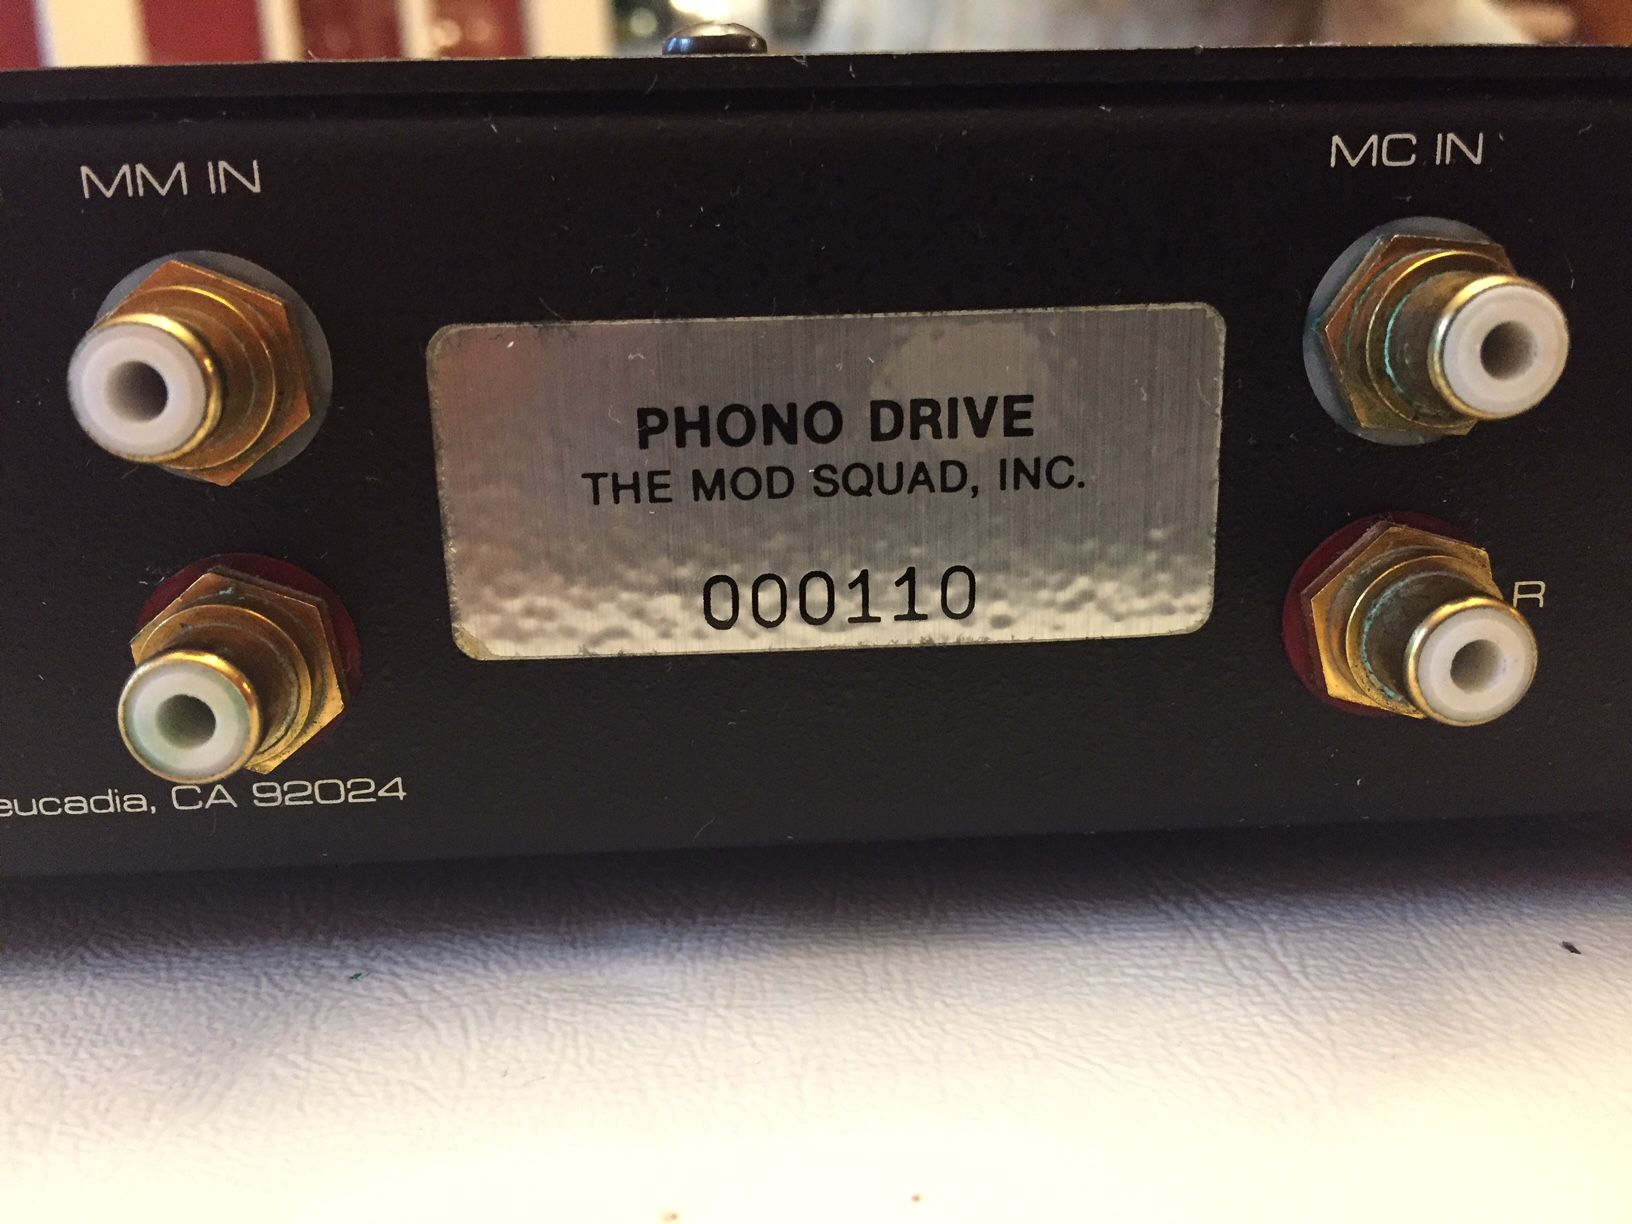 MM IN
MC IN
PHONO DRIVE
THE MOD SQUAD, INC.
000110
R
eucadia, CA 92024